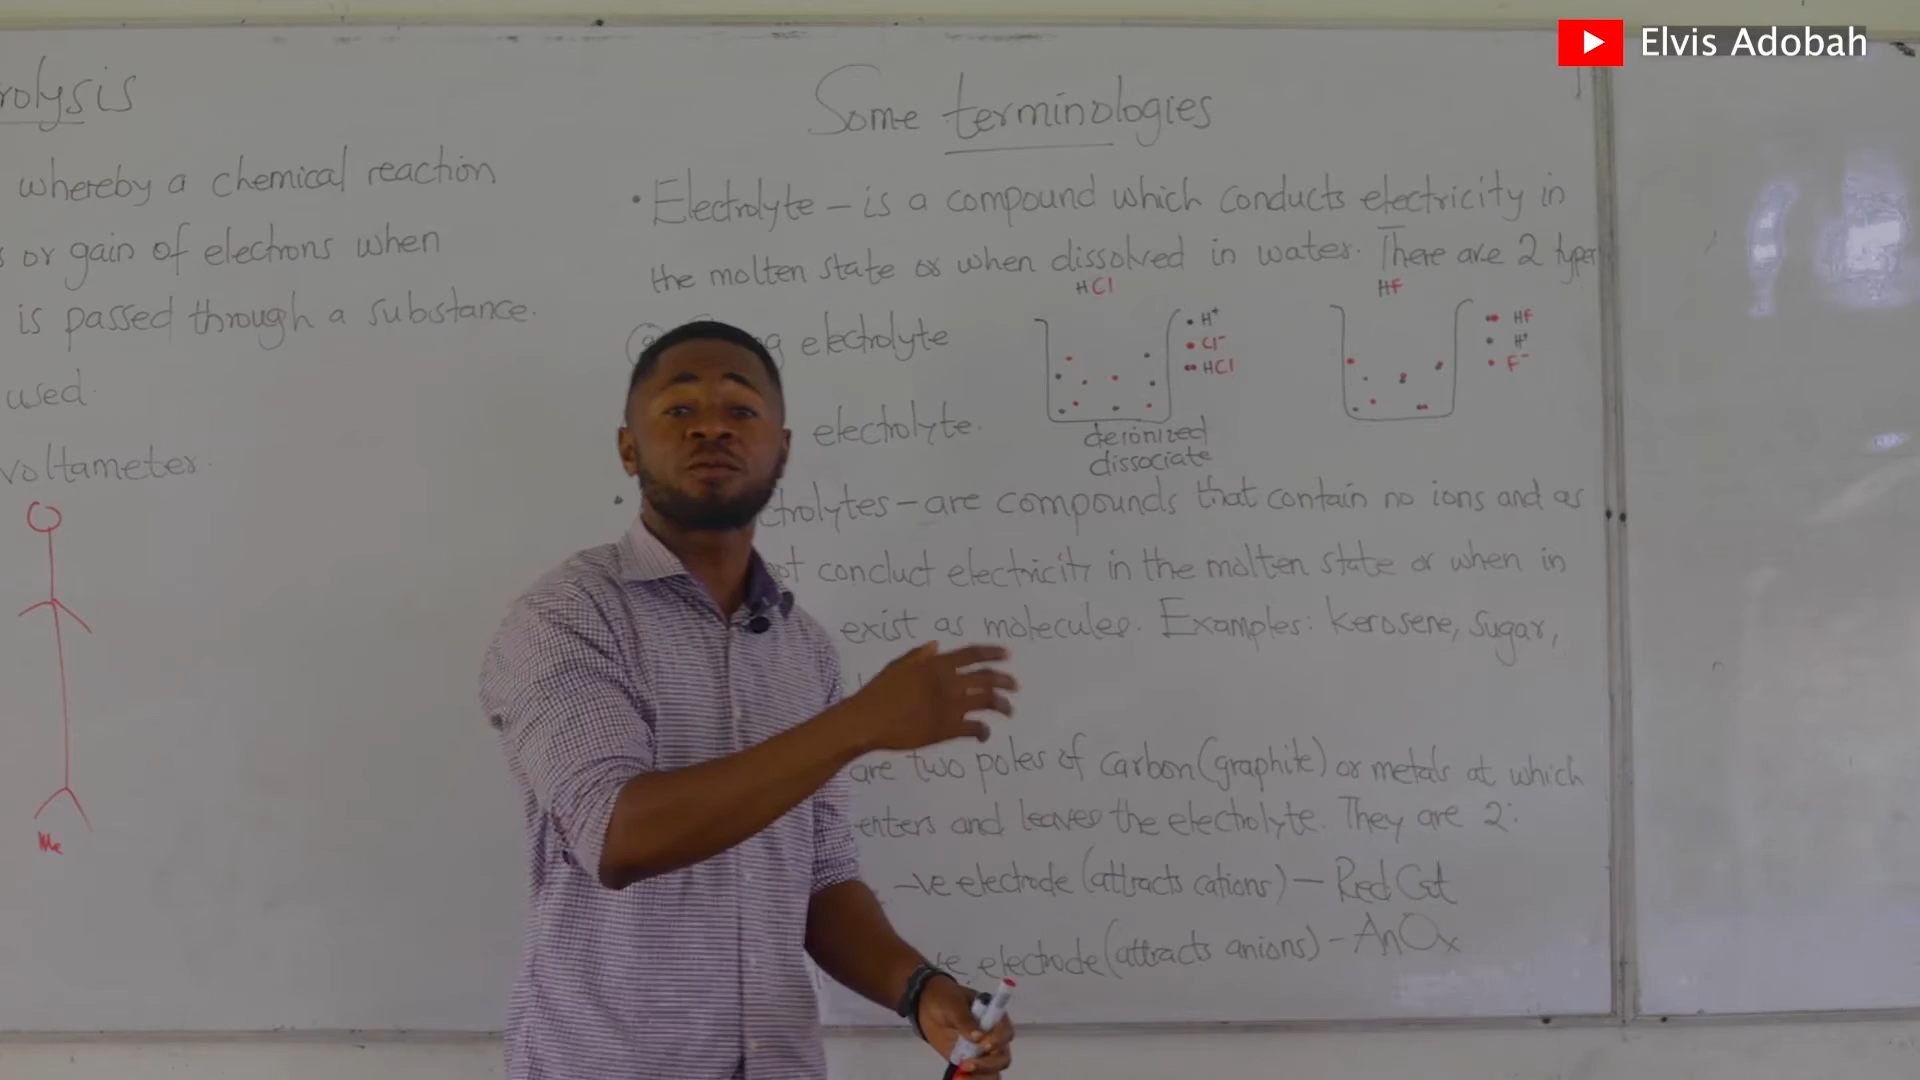 Elvis Adobah
rolysis
whereby a chemical reaction
s or gain of electrons when
is passed through a substance.
used
voltameter.
Me
Some terminologies
• Electrolyte – is a compound which conducts electricity in
the molten state or when dissolved in water. There are 2 types
HCl
HF
electrolyte
• H⁺
• Cl⁻
•• HCl
•• HF
• H⁺
• F⁻
electrolyte.
deionized
dissociate
• ctrolytes – are compounds that contain no ions and as
ot conduct electricity in the molten state or when in
exist as molecules. Examples: Kerosene, Sugar,
are two poles of carbon (graphite) or metals at which
enters and leaves the electrolyte. They are 2:
-ve electrode (attracts cations) – Red Cat
ve electrode (attracts anions) – AnOx